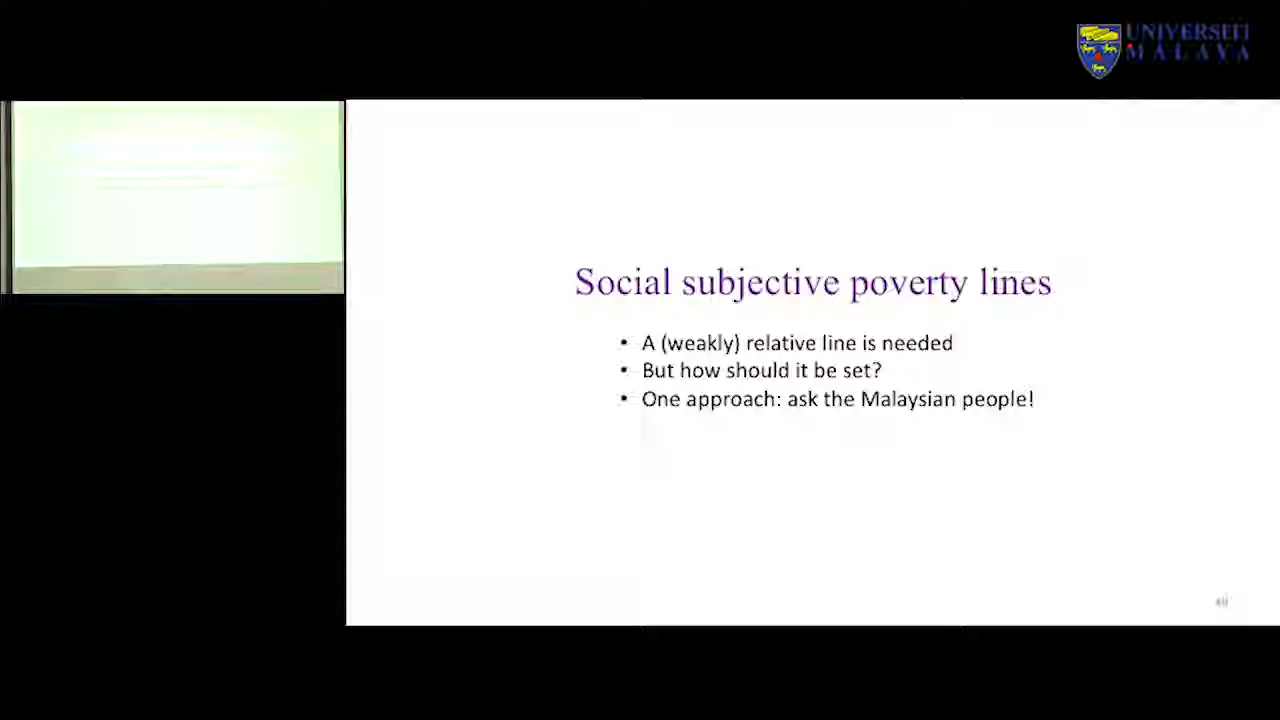 UNIVERSITI
MALAYA
Social subjective poverty lines
• A (weakly) relative line is needed
• But how should it be set?
• One approach: ask the Malaysian people!